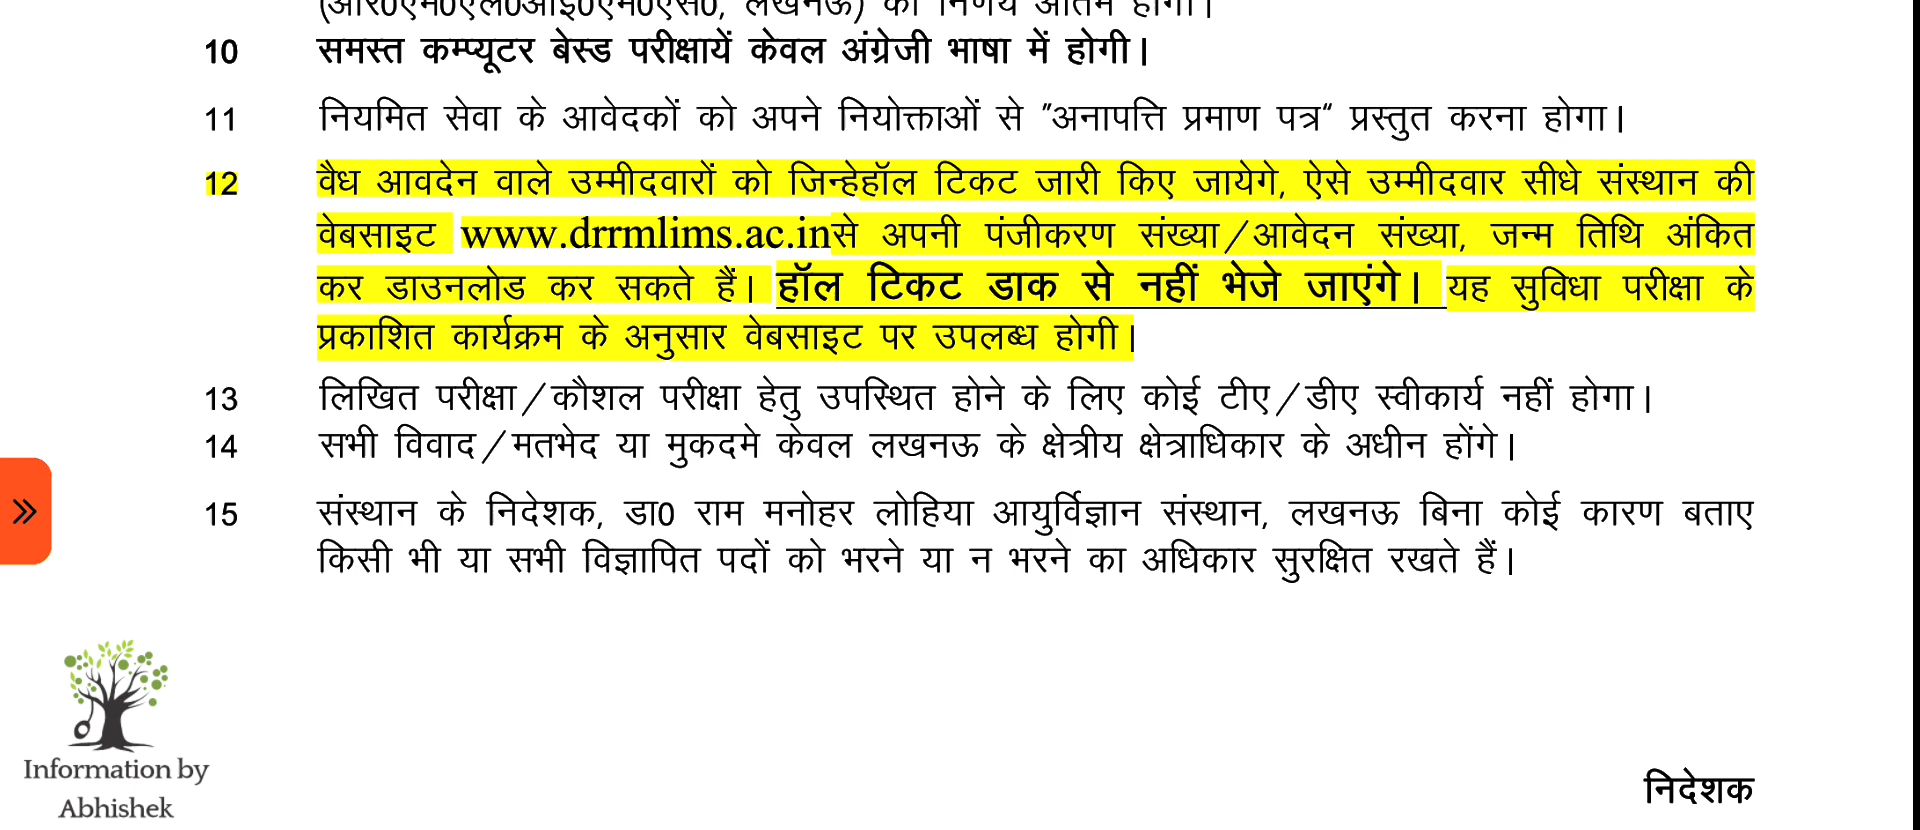 (आर0एम0एल0आई0एम0एस0, लखनऊ) का निर्णय अंतिम होगा।
10 समस्त कम्प्यूटर बेस्ड परीक्षायें केवल अंग्रेजी भाषा में होगी।
11 नियमित सेवा के आवेदकों को अपने नियोक्ताओं से "अनापत्ति प्रमाण पत्र" प्रस्तुत करना होगा।
12 वैध आवदेन वाले उम्मीदवारों को जिन्हेहॉल टिकट जारी किए जायेगे, ऐसे उम्मीदवार सीधे संस्थान की
वेबसाइट www.drrmlims.ac.inसे अपनी पंजीकरण संख्या/आवेदन संख्या, जन्म तिथि अंकित
कर डाउनलोड कर सकते हैं। हॉल टिकट डाक से नहीं भेजे जाएंगे। यह सुविधा परीक्षा के
प्रकाशित कार्यक्रम के अनुसार वेबसाइट पर उपलब्ध होगी।
13 लिखित परीक्षा/कौशल परीक्षा हेतु उपस्थित होने के लिए कोई टीए/डीए स्वीकार्य नहीं होगा।
14 सभी विवाद/मतभेद या मुकदमे केवल लखनऊ के क्षेत्रीय क्षेत्राधिकार के अधीन होंगे।
15 संस्थान के निदेशक, डा0 राम मनोहर लोहिया आयुर्विज्ञान संस्थान, लखनऊ बिना कोई कारण बताए
किसी भी या सभी विज्ञापित पदों को भरने या न भरने का अधिकार सुरक्षित रखते हैं।
Information by
Abhishek
निदेशक